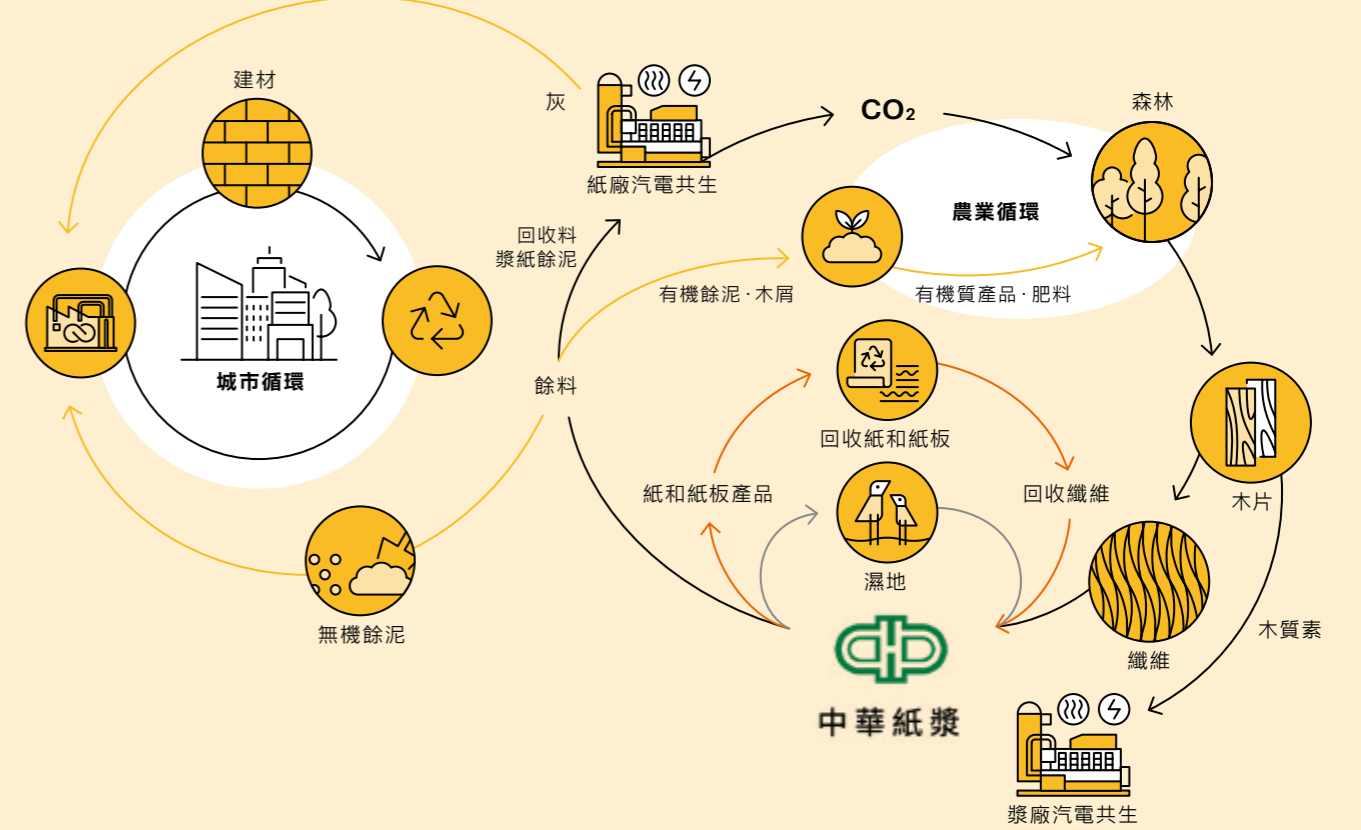 建材
灰
紙廠汽電共生
CO₂
森林
農業循環
回收料
漿紙餘泥
有機餘泥·木屑
有機質產品·肥料
城市循環
餘料
回收紙和紙板
紙和紙板產品
回收纖維
木片
濕地
無機餘泥
木質素
纖維
中華紙漿
漿廠汽電共生